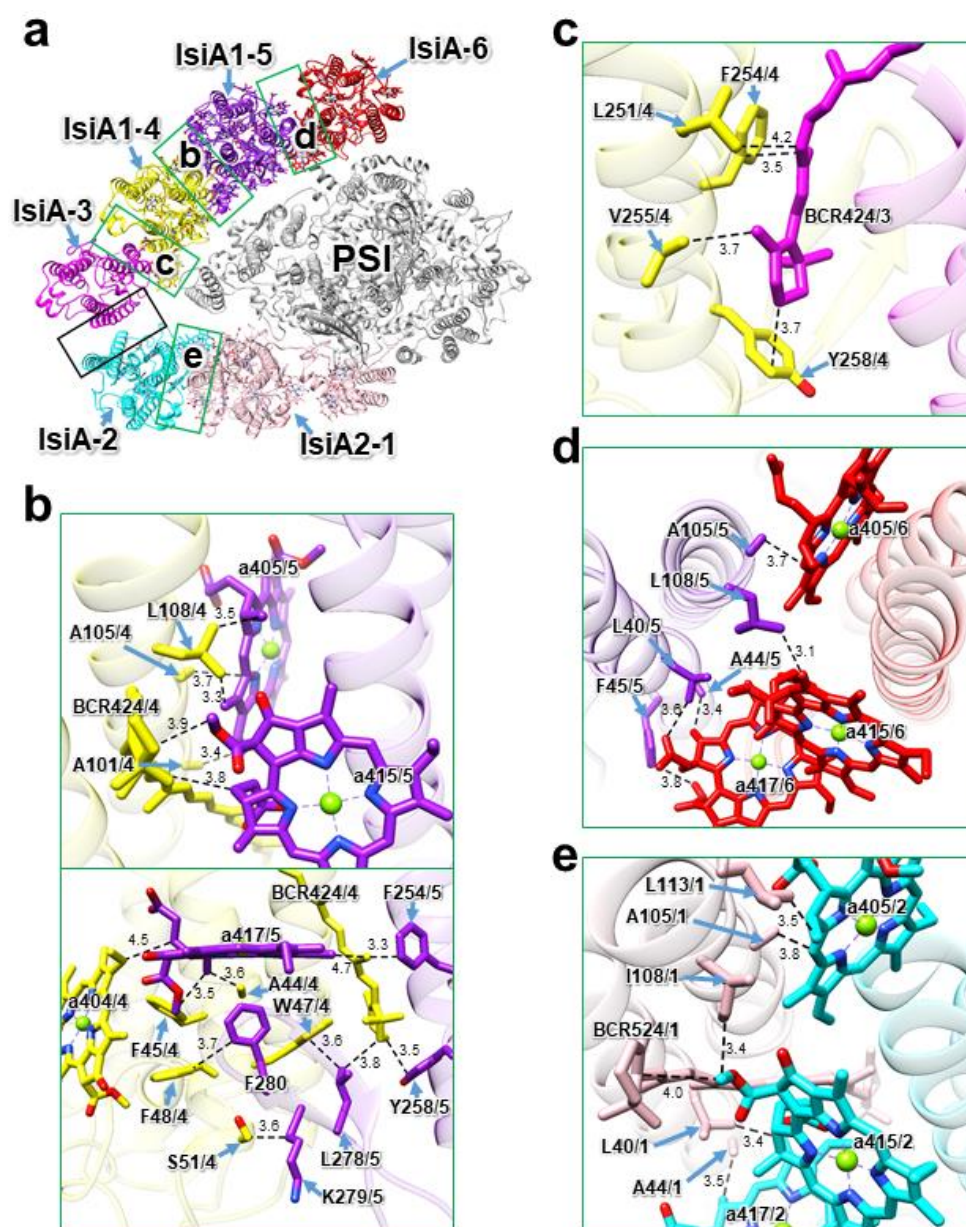 a
IsiA1-5
IsiA-6
IsiA1-4
b
d
IsiA-3
c
PSI
e
IsiA-2
IsiA2-1
b
a405/5
L108/4
3.5
A105/4
3.7
3.3
BCR424/4
3.9
3.4
A101/4
3.8
a415/5
BCR424/4
F254/5
a417/5
4.5
3.3
4.7
3.6
a404/4
3.5
A44/4
W47/4
F45/4
3.7
3.6
3.8
3.5
F280
F48/4
Y258/5
3.6
S51/4
L278/5
K279/5
c
F254/4
L251/4
4.2
3.5
BCR424/3
V255/4
3.7
3.7
Y258/4
d
A105/5
a405/6
3.7
L108/5
L40/5
A44/5
3.1
F45/5
3.6
3.4
a415/6
3.8
a417/6
e
L113/1
3.5
a405/2
A105/1
3.8
I108/1
BCR524/1
3.4
4.0
L40/1
3.4
a415/2
A44/1
3.5
a417/2